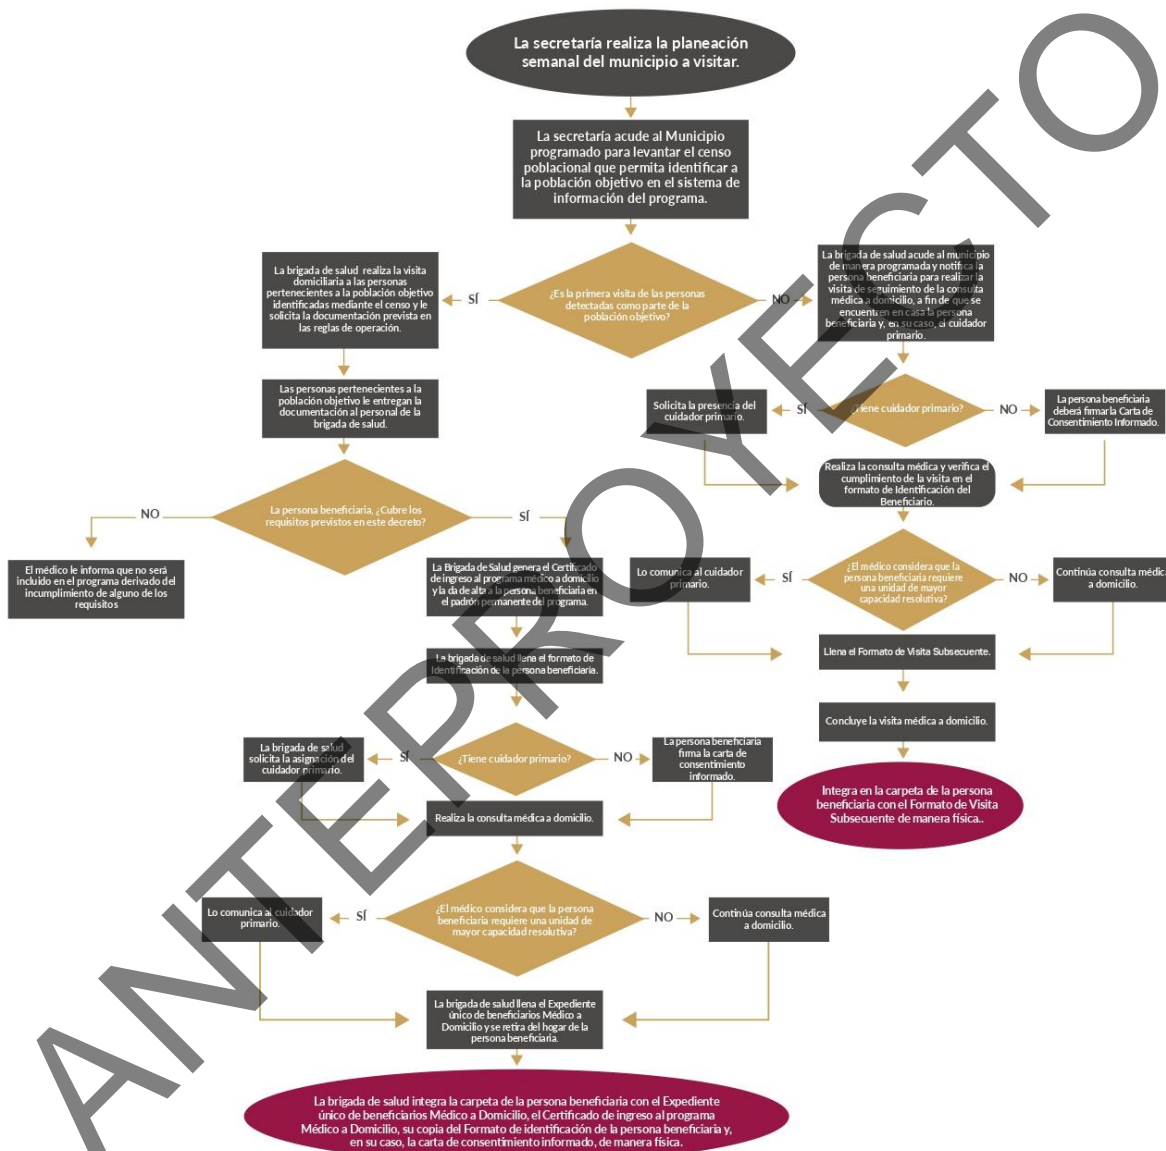 La secretaría realiza la planeación
semanal del municipio a visitar.
La secretaría acude al Municipio
programado para levantar el censo
poblacional que permita identificar a
la población objetivo en el sistema de
información del programa.
¿Es la primera visita de las personas
detectadas como parte de la
población objetivo?
SÍ
NO
La brigada de salud realiza la visita
domiciliaria a las personas
pertenecientes a la población objetivo
identificadas mediante el censo y le
solicita la documentación prevista en
las reglas de operación.
Las personas pertenecientes a la
población objetivo le entregan la
documentación al personal de la
brigada de salud.
La persona beneficiaria, ¿Cubre los
requisitos previstos en este decreto?
NO
SÍ
El médico le informa que no será
incluido en el programa derivado del
incumplimiento de alguno de los
requisitos
La Brigada de Salud genera el Certificado
de ingreso al programa médico a domicilio
y la da de alta a la persona beneficiaria en
el padrón permanente del programa.
La brigada de salud llena el formato de
Identificación de la persona beneficiaria.
¿Tiene cuidador primario?
SÍ
NO
La brigada de salud
solicita la asignación del
cuidador primario.
La persona beneficiaria
firma la carta de
consentimiento
informado.
Realiza la consulta médica a domicilio.
¿El médico considera que la persona
beneficiaria requiere una unidad de
mayor capacidad resolutiva?
SÍ
NO
Lo comunica al cuidador
primario.
Continúa consulta médica
a domicilio.
La brigada de salud llena el Expediente
único de beneficiarios Médico a
Domicilio y se retira del hogar de la
persona beneficiaria.
La brigada de salud integra la carpeta de la persona beneficiaria con el Expediente
único de beneficiarios Médico a Domicilio, el Certificado de ingreso al programa
Médico a Domicilio, su copia del Formato de identificación de la persona beneficiaria y,
en su caso, la carta de consentimiento informado, de manera física.
La brigada de salud acude al municipio
de manera programada y notifica la
persona beneficiaria para realizar la
visita de seguimiento de la consulta
médica a domicilio, a fin de que se
encuentren en casa la persona
beneficiaria y, en su caso, el cuidador
primario.
¿Tiene cuidador primario?
SÍ
NO
Solicita la presencia del
cuidador primario.
La persona beneficiaria
deberá firmar la Carta de
Consentimiento Informado.
Realiza la consulta médica y verifica el
cumplimiento de la visita en el
formato de Identificación del
Beneficiario.
¿El médico considera que la
persona beneficiaria requiere
una unidad de mayor
capacidad resolutiva?
SÍ
NO
Lo comunica al cuidador
primario.
Continúa consulta médica
a domicilio.
Llena el Formato de Visita Subsecuente.
Concluye la visita médica a domicilio.
Integra en la carpeta de la persona
beneficiaria con el Formato de Visita
Subsecuente de manera física..
ANTEPROYECTO